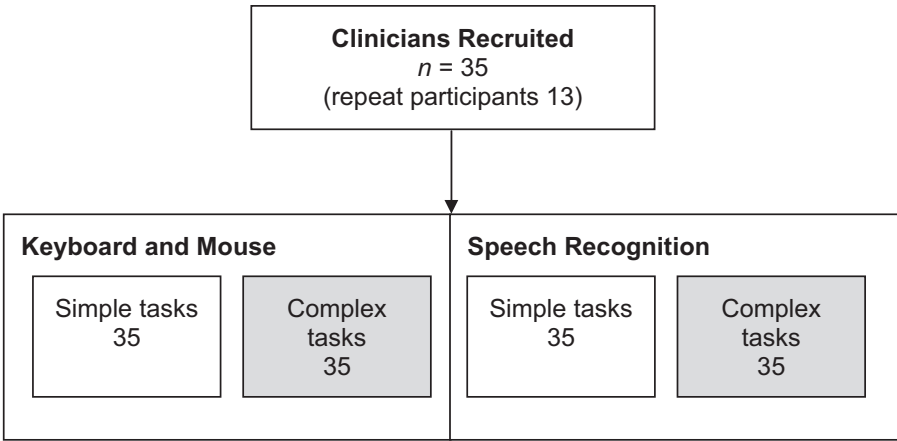 Clinicians Recruited
n = 35
(repeat participants 13)
Keyboard and Mouse
Simple tasks
35
Complex
tasks
35
Speech Recognition
Simple tasks
35
Complex
tasks
35